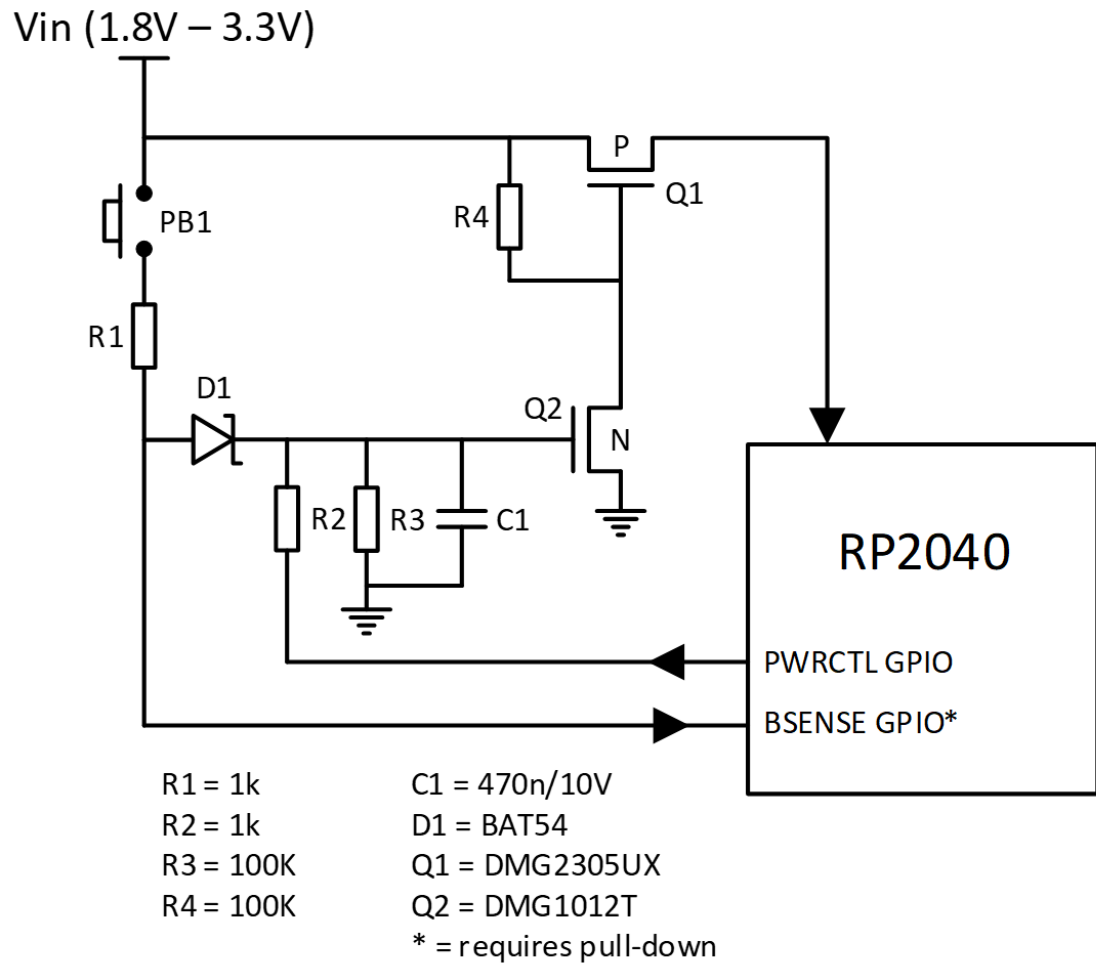 Vin (1.8V – 3.3V)
P
Q1
R4
PB1
R1
D1
Q2
N
R2
R3
C1
RP2040
PWRCTL GPIO
BSENSE GPIO*
R1 = 1k
C1 = 470n/10V
R2 = 1k
D1 = BAT54
R3 = 100K
Q1 = DMG2305UX
R4 = 100K
Q2 = DMG1012T
* = requires pull-down